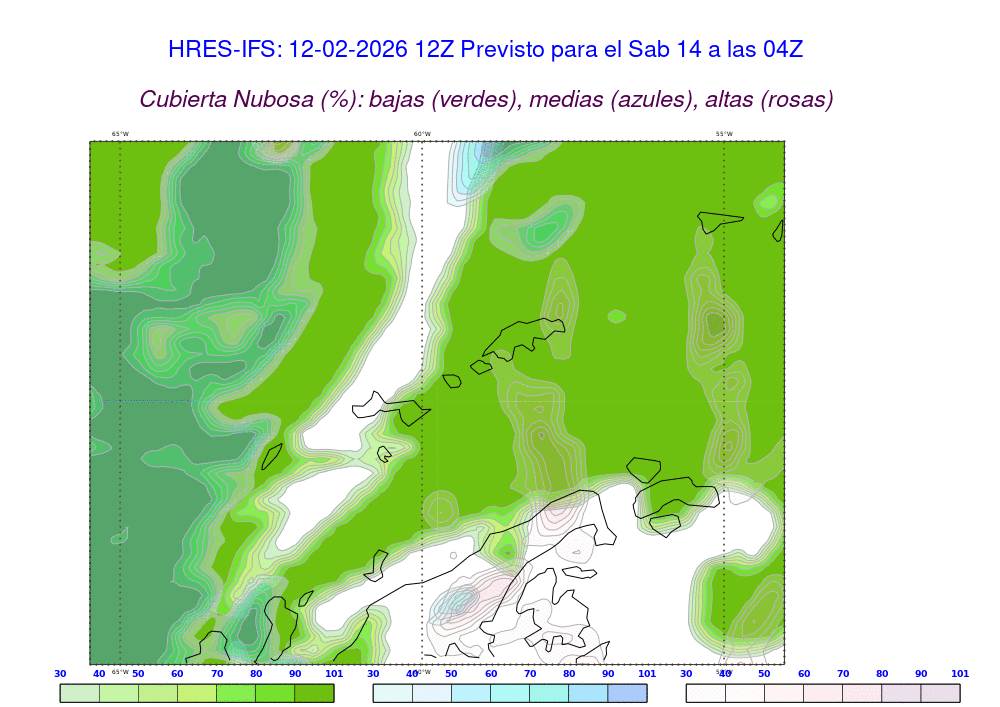 HRES-IFS: 12-02-2026 12Z Previsto para el Sab 14 a las 04Z
Cubierta Nubosa (%): bajas (verdes), medias (azules), altas (rosas)
65°W 60°W 55°W
65°W 60°W
30 40 50 60 70 80 90 101 30 40 50 60 70 80 90 101 30 40 50 60 70 80 90 101